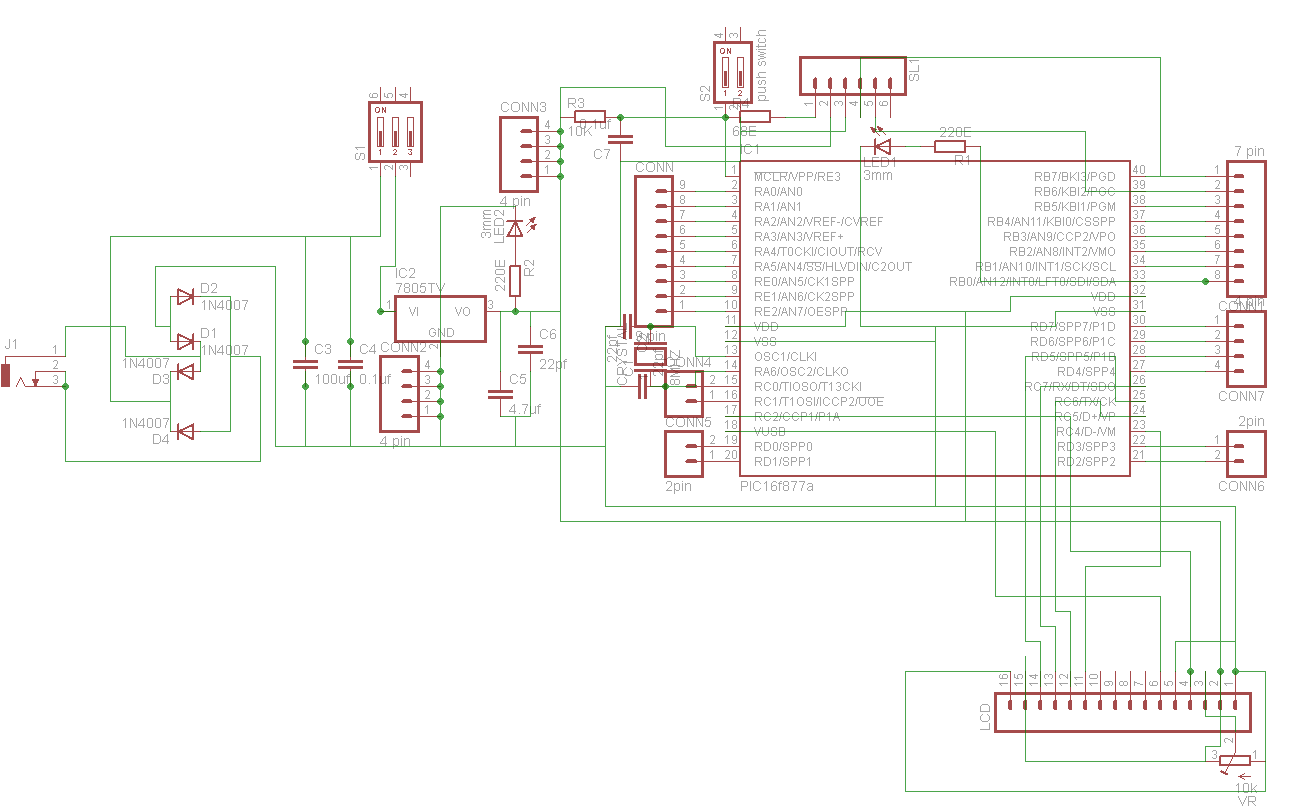 J1
1
2
3
D2
1N4007
D1
1N4007
1N4007
D3
1N4007
D4
C3
100uf
C4
0.1uf
S1
ON
6
5
4
1
2
3
1
2
3
IC2
7805TV
VI
VO
GND
1
3
2
CONN2
4
3
2
1
4 pin
CONN3
4
3
2
1
4 pin
3mm
LED2
220E
R2
C6
22pf
C5
4.7uf
R3
10K
0.1uf
C7
S2
ON
4
3
1
2
1
push switch
68E
SL1
1
2
3
4
5
6
LED1
3mm
220E
R1
CONN
9
8
7
6
5
4
3
2
1
22pf
8MHZ
CONN4
2
1
CONN5
2
1
2pin
IC1
1 MCLR/VPP/RE3
2 RA0/AN0
3 RA1/AN1
4 RA2/AN2/VREF-/CVREF
5 RA3/AN3/VREF+
6 RA4/T0CKI/CIOUT/RCV
7 RA5/AN4/SS/HLVDIN/C2OUT
8 RE0/AN5/CK1SPP
9 RE1/AN6/CK2SPP
10 RE2/AN7/OESPP
11 VDD
12 VSS
13 OSC1/CLKI
14 RA6/OSC2/CLKO
15 RC0/TIOSO/T13CKI
16 RC1/T1OSI/ICCP2/UOE
17 RC2/CCP1/P1A
18 VUSB
19 RD0/SPP0
20 RD1/SPP1
PIC16f877a
RB7/BKI3/PGD 40
RB6/KBI2/PGC 39
RB5/KBI1/PGM 38
RB4/AN11/KBI0/CSSPP 37
RB3/AN9/CCP2/VPO 36
RB2/AN8/INT2/VMO 35
RB1/AN10/INT1/SCK/SCL 34
RB0/AN12/INT0/LFT0/SDI/SDA 33
VDD 32
VSS 31
RD7/SPP7/P1D 30
RD6/SPP6/P1C 29
RD5/SPP5/P1B 28
RD4/SPP4 27
RC7/RX/DT/SDO 26
RC6/TX/CK 25
RC5/D+/VP 24
RC4/D-/VM 23
RD3/SPP3 22
RD2/SPP2 21
7 pin
1
2
3
4
5
6
7
8
1
2
3
4
CONN7
2pin
1
2
CONN6
LCD
16
15
14
13
12
11
10
9
8
7
6
5
4
3
2
1
3
2
1
10k
VR